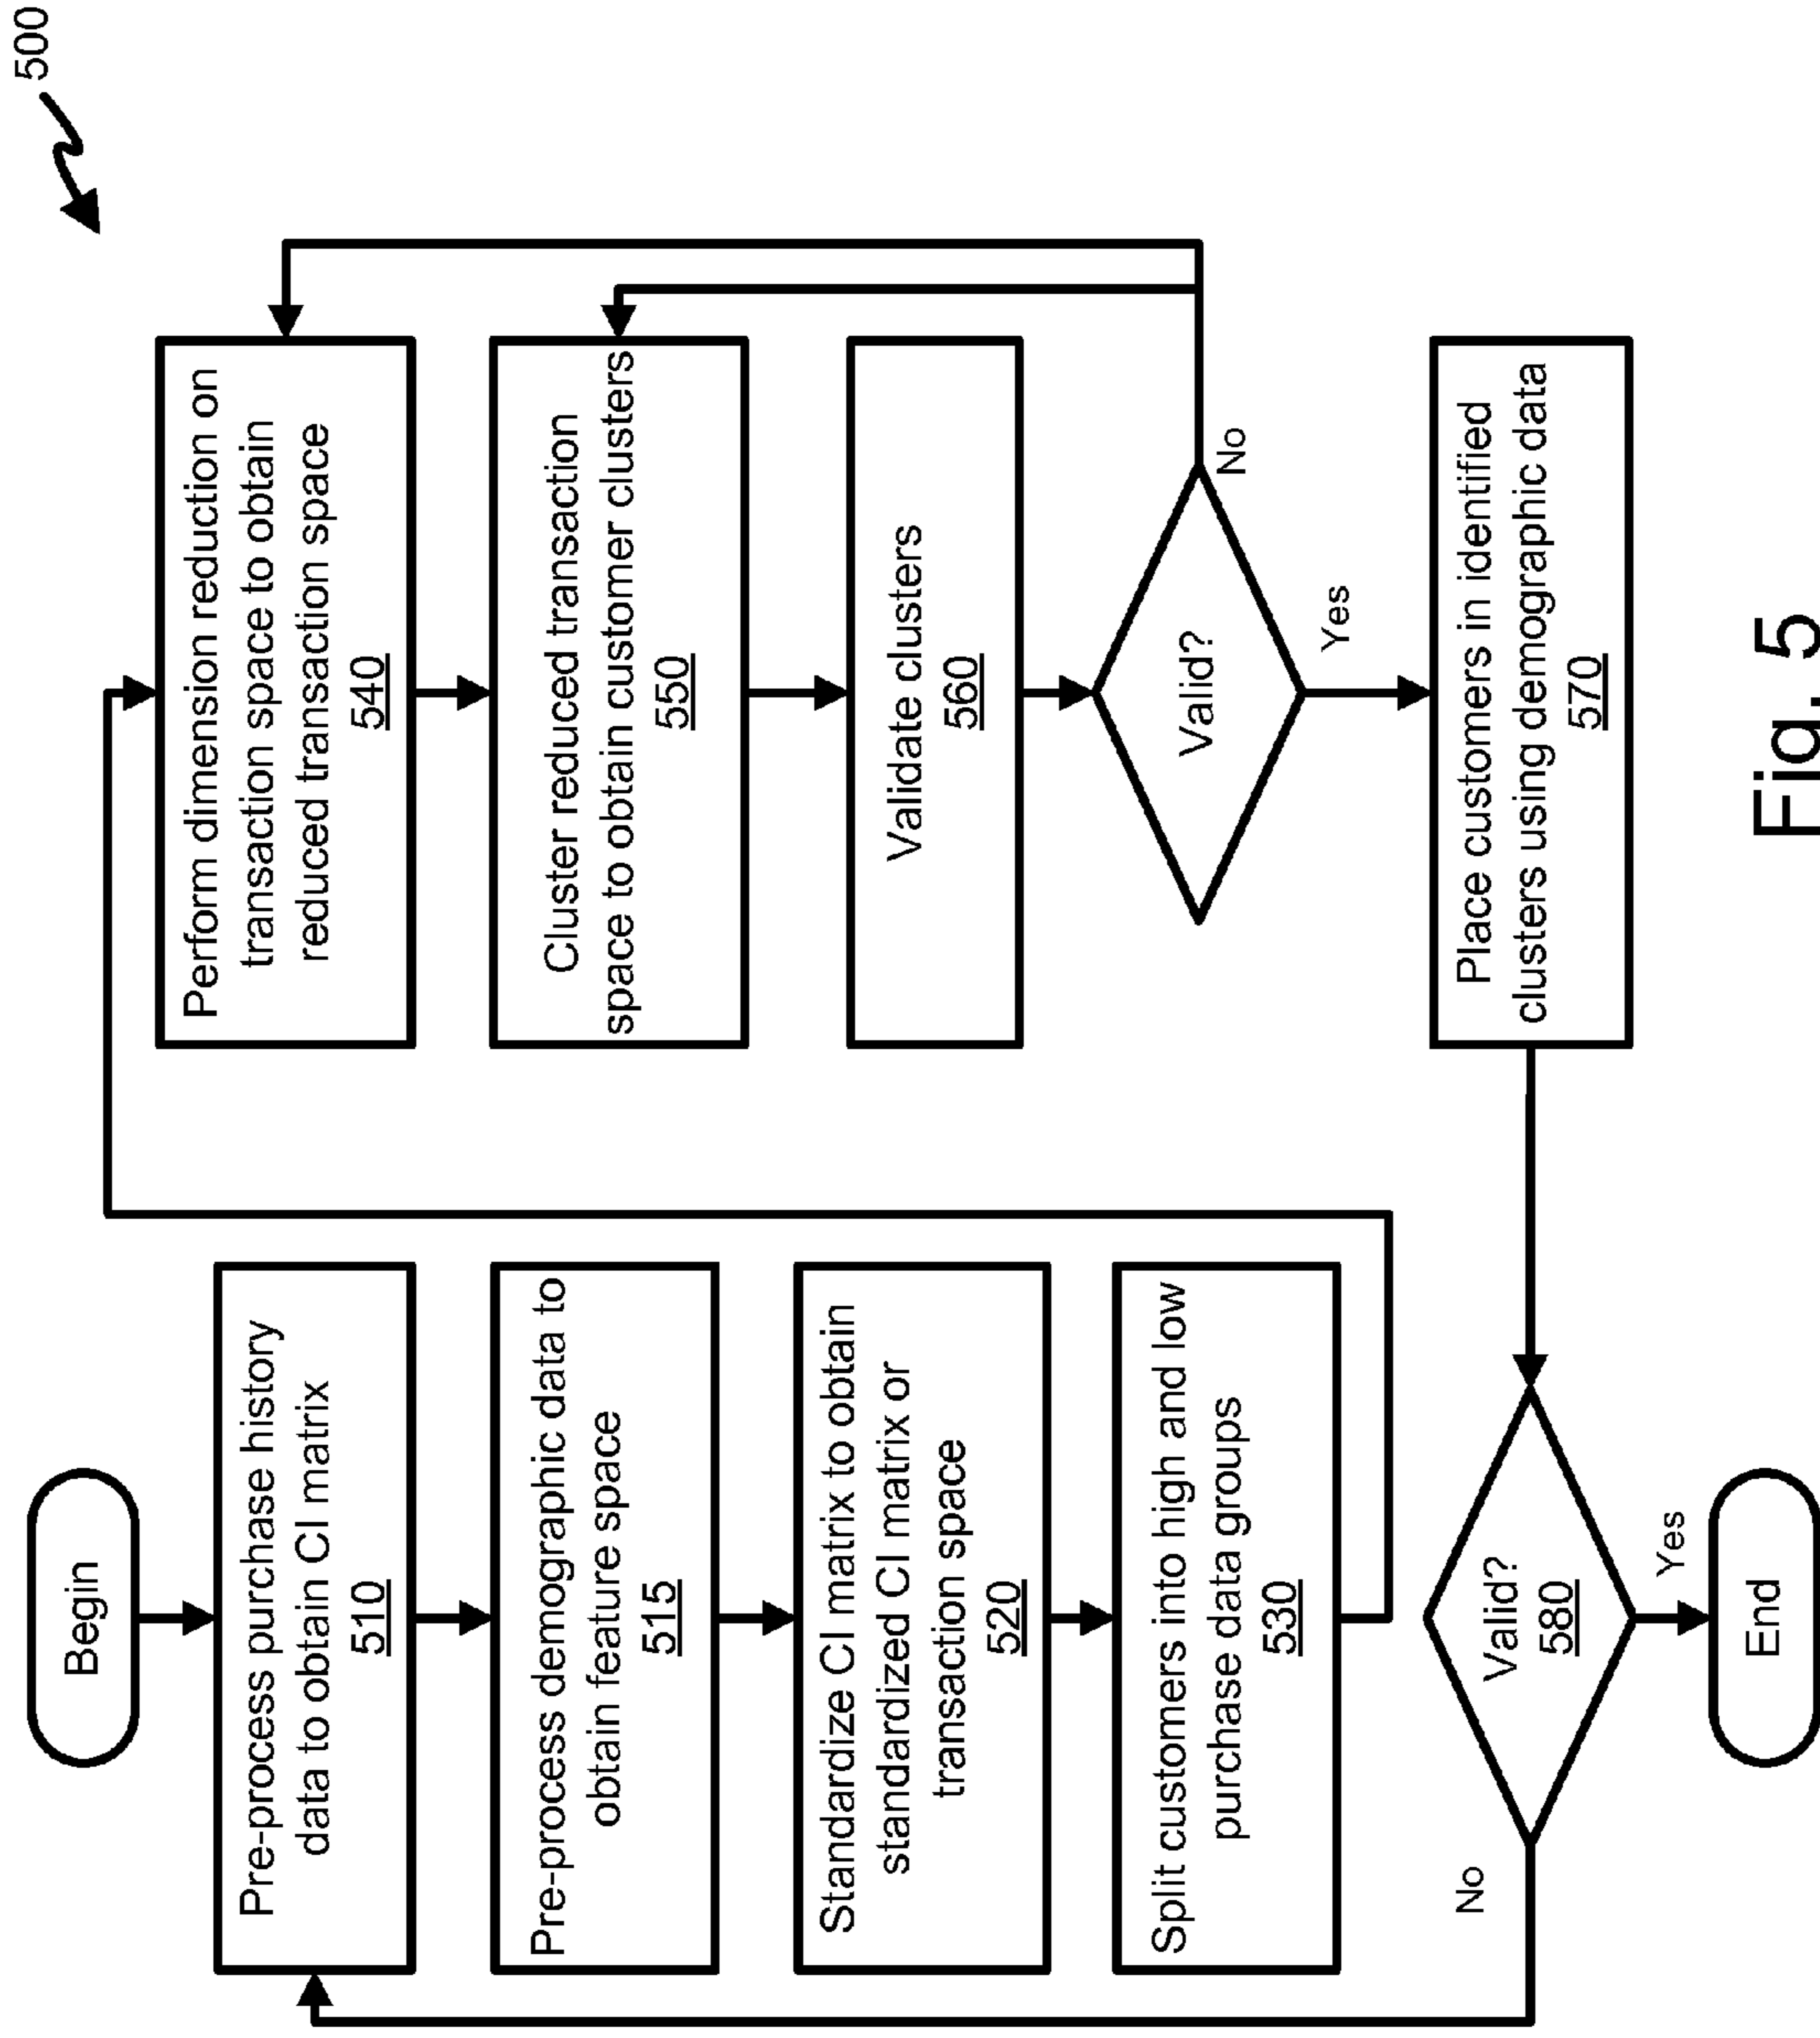 500
Begin
Pre-process purchase history
data to obtain CI matrix
510
Pre-process demographic data to
obtain feature space
515
Standardize CI matrix to obtain
standardized CI matrix or
transaction space
520
Split customers into high and low
purchase data groups
530
Perform dimension reduction on
transaction space to obtain
reduced transaction space
540
Cluster reduced transaction
space to obtain customer clusters
550
Validate clusters
560
Valid?
No
Yes
Place customers in identified
clusters using demographic data
570
Valid?
580
No
Yes
End
Fig. 5